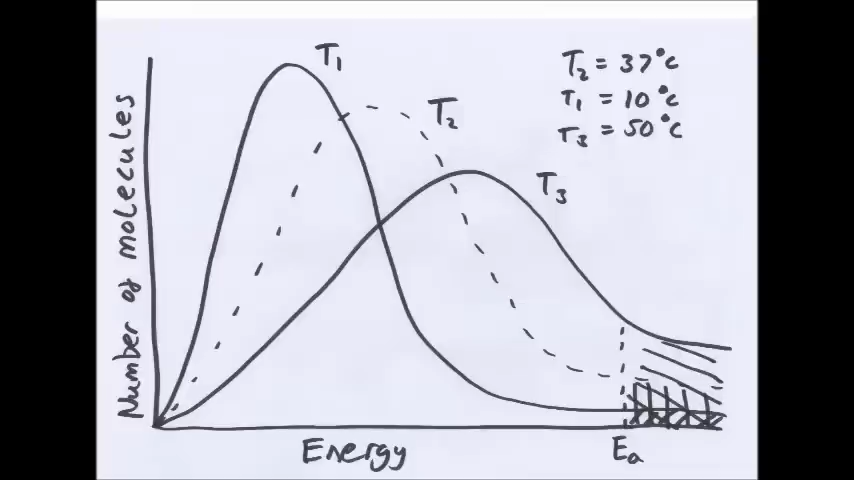 T₁
T₂
T₃
T₂ = 37°C
T₁ = 10°C
T₃ = 50°C
Number of molecules
Energy
Ea